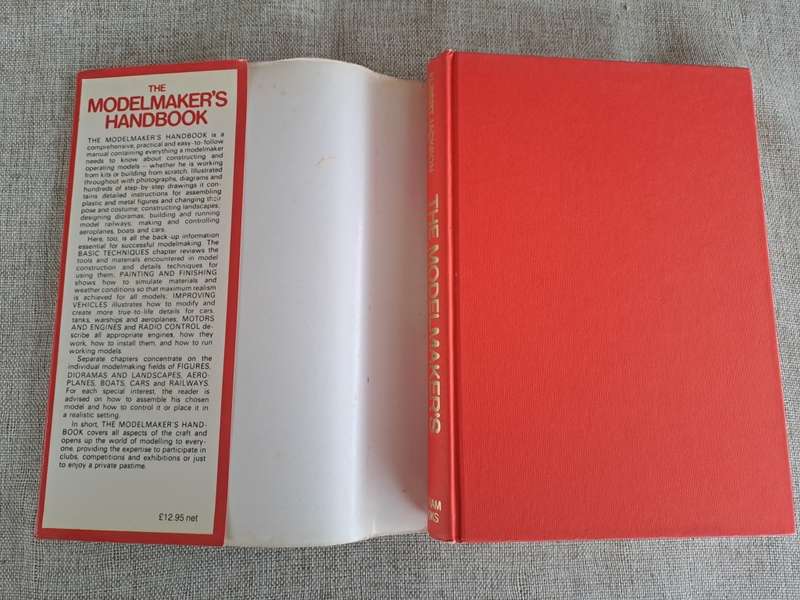 THE
MODELMAKER'S
HANDBOOK
THE MODELMAKER'S HANDBOOK is a
comprehensive, practical and easy-to-follow
manual containing everything a modelmaker
needs to know about constructing and
operating models – whether he is working
from kits or building from scratch. Illustrated
throughout with photographs, diagrams and
hundreds of step-by-step drawings it con-
tains detailed instructions for assembling
plastic and metal figures and changing their
pose and costume; constructing landscapes;
designing dioramas; building and running
model railways; making and controlling
aeroplanes, boats and cars.
Here, too, is all the back-up information
essential for successful modelmaking. The
BASIC TECHNIQUES chapter reviews the
tools and materials encountered in model
construction and details techniques for
using them; PAINTING AND FINISHING
shows how to simulate materials and
weather conditions so that maximum realism
is achieved for all models. IMPROVING
VEHICLES illustrates how to modify and
create more true-to-life details for cars,
tanks, warships and aeroplanes; MOTORS
AND ENGINES and RADIO CONTROL de-
scribe all appropriate engines, how they
work, how to install them, and how to run
working models.
Separate chapters concentrate on the
individual modelmaking fields of FIGURES,
DIORAMAS AND LANDSCAPES, AERO-
PLANES, BOATS, CARS and RAILWAYS.
For each special interest, the reader is
advised on how to assemble his chosen
model and how to control it or place it in
a realistic setting.
In short, THE MODELMAKER'S HAND-
BOOK covers all aspects of the craft and
opens up the world of modelling to every-
one, providing the expertise to participate in
clubs, competitions and exhibitions or just
to enjoy a private pastime.
£12.95 net
THE MODELMAKER'S